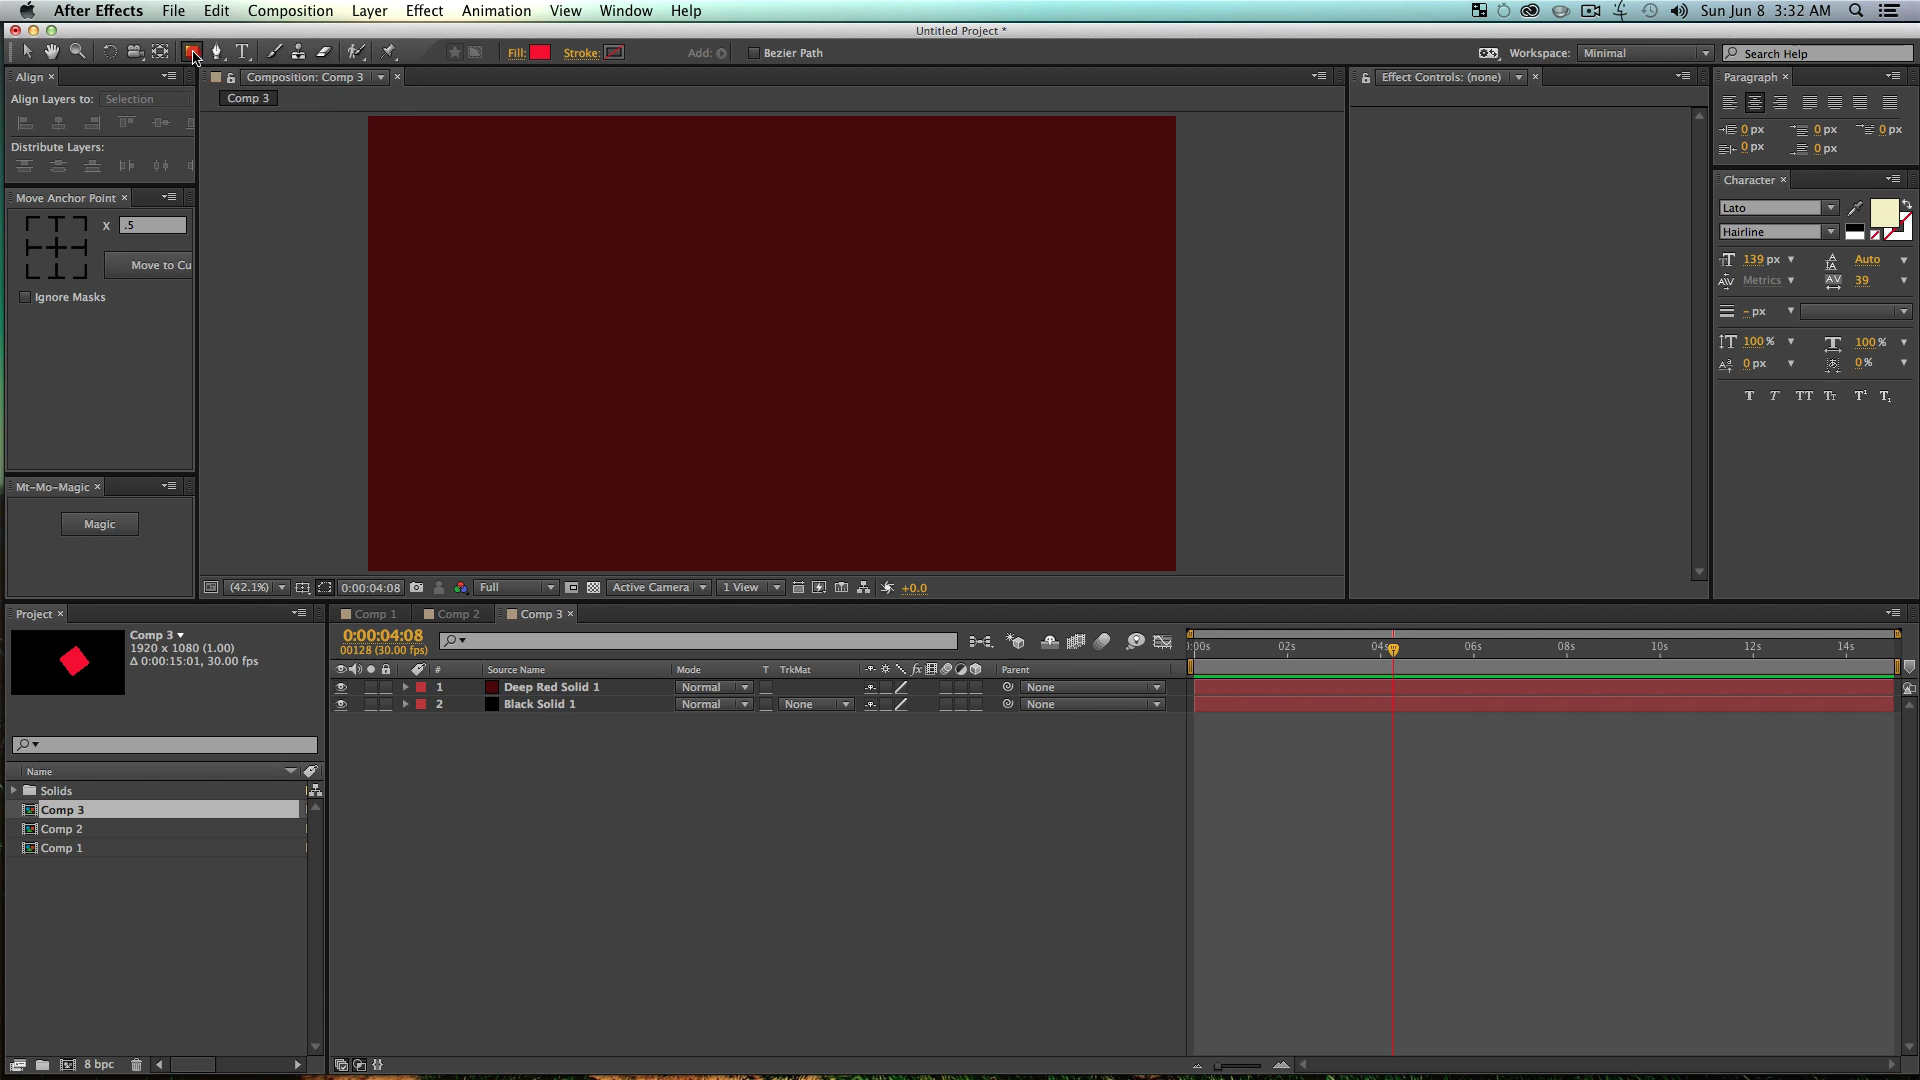 After Effects File Edit Composition Layer Effect Animation View Window Help Sun Jun 8 3:32 AM
Untitled Project *
Fill: Stroke: Add: Bezier Path Workspace: Minimal Search Help
Align × Composition: Comp 3 × Effect Controls: (none) × Paragraph ×
Align Layers to: Selection Comp 3
0 px 0 px 0 px
Distribute Layers: 0 px 0 px
Character ×
Move Anchor Point ×
Lato
X .5
Hairline
139 px Auto
Move to Cu
Metrics 39
Ignore Masks
- px
100 % 100 %
0 px 0 %
T T TT Tt T¹ T₁
Mt-Mo-Magic ×
Magic
(42.1%) 0:00:04:08 Full Active Camera 1 View +0.0
Project × Comp 1 Comp 2 Comp 3 ×
Comp 3
1920 x 1080 (1.00)
Δ 0:00:15:01, 30.00 fps
0:00:04:08
00128 (30.00 fps)
:00s 02s 04s 06s 08s 10s 12s 14s
# Source Name Mode T TrkMat fx Parent
1 Deep Red Solid 1 Normal None
2 Black Solid 1 Normal None None
Name
Solids
Comp 3
Comp 2
Comp 1
8 bpc